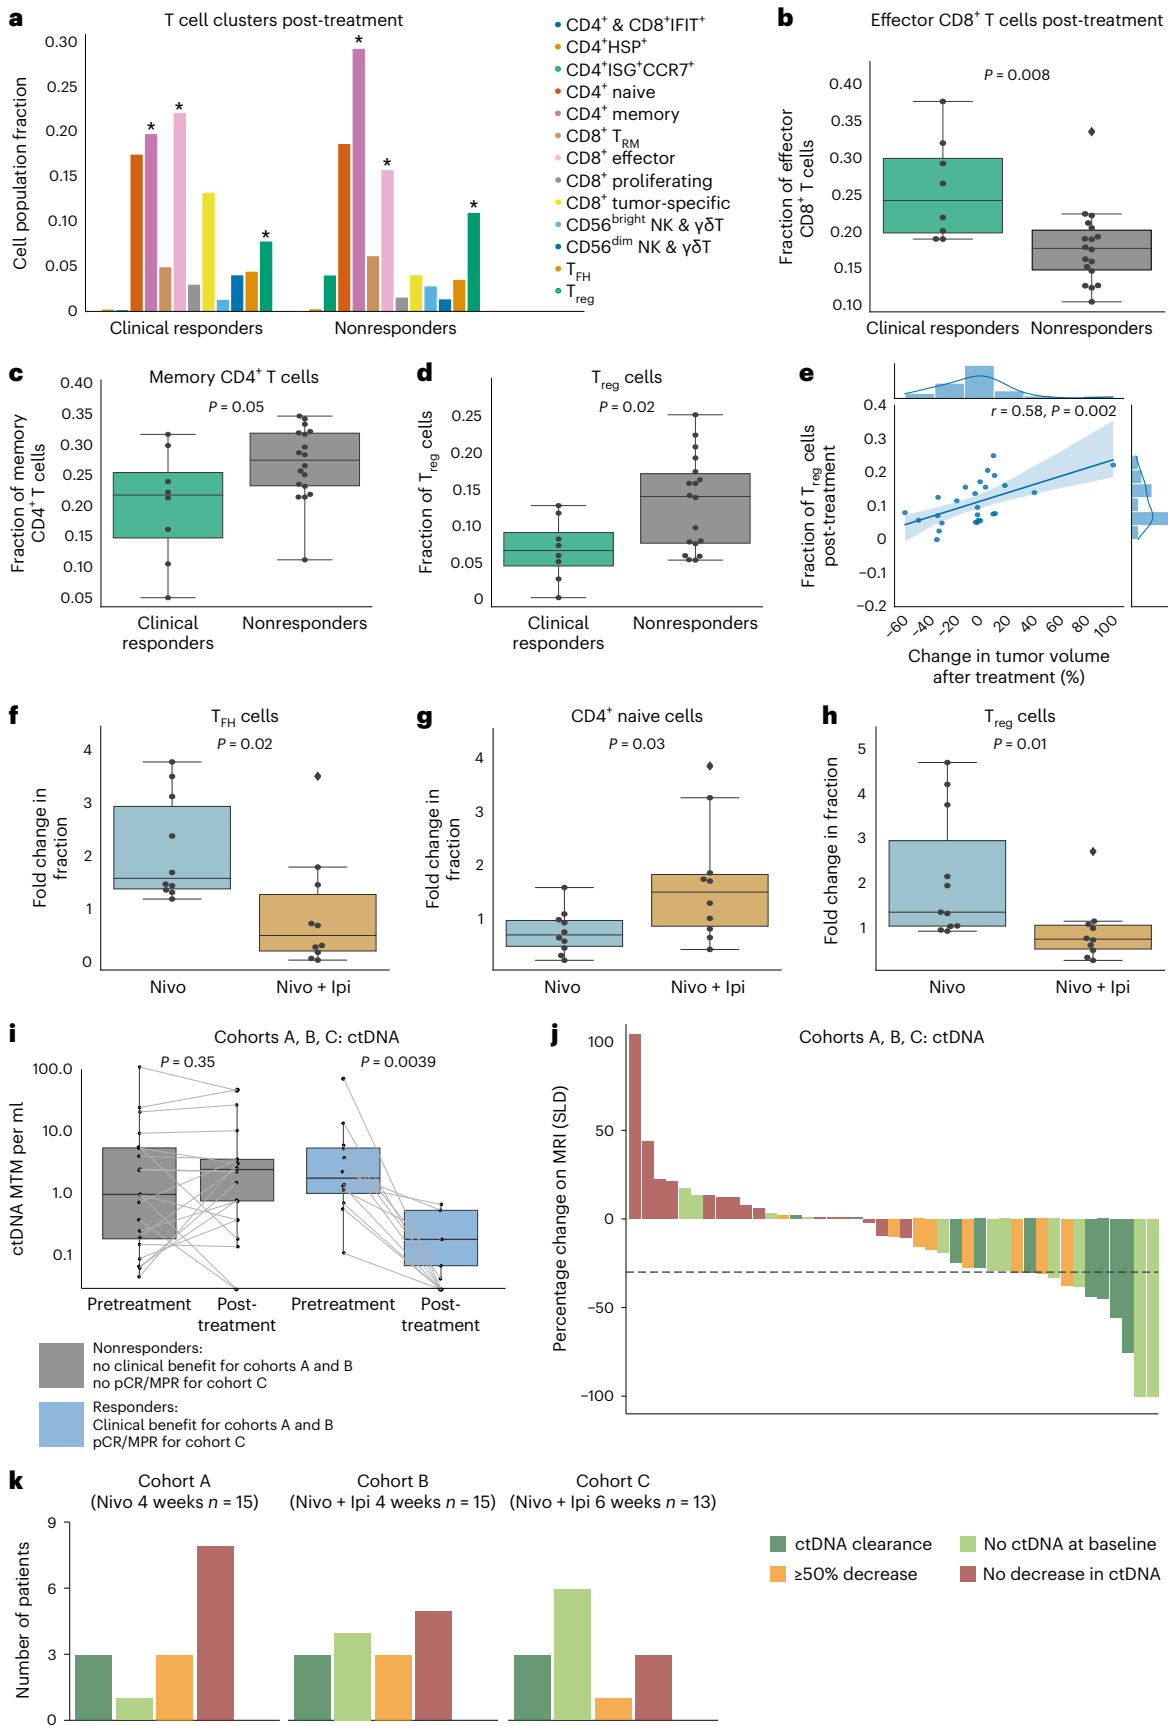 a
T cell clusters post-treatment
Cell population fraction
0.30
0.25
0.20
0.15
0.10
0.05
0
*
*
*
*
*
*
Clinical responders
Nonresponders
CD4⁺ & CD8⁺IFIT⁺
CD4⁺HSP⁺
CD4⁺ISG⁺CCR7⁺
CD4⁺ naive
CD4⁺ memory
CD8⁺ T_RM
CD8⁺ effector
CD8⁺ proliferating
CD8⁺ tumor-specific
CD56^bright NK & γδT
CD56^dim NK & γδT
T_FH
T_reg
b
Effector CD8⁺ T cells post-treatment
P = 0.008
Fraction of effector
CD8⁺ T cells
0.40
0.35
0.30
0.25
0.20
0.15
0.10
Clinical responders
Nonresponders
c
Memory CD4⁺ T cells
P = 0.05
Fraction of memory
CD4⁺ T cells
0.40
0.35
0.30
0.25
0.20
0.15
0.10
0.05
Clinical
responders
Nonresponders
d
T_reg cells
P = 0.02
Fraction of T_reg cells
0.25
0.20
0.15
0.10
0.05
0
Clinical
responders
Nonresponders
e
r = 0.58, P = 0.002
Fraction of T_reg cells
post-treatment
0.4
0.3
0.2
0.1
0
−0.1
−0.2
−60
−40
−20
0
20
40
60
80
100
Change in tumor volume
after treatment (%)
f
T_FH cells
P = 0.02
Fold change in
fraction
4
3
2
1
0
Nivo
Nivo + Ipi
g
CD4⁺ naive cells
P = 0.03
Fold change in
fraction
4
3
2
1
Nivo
Nivo + Ipi
h
T_reg cells
P = 0.01
Fold change in fraction
5
4
3
2
1
Nivo
Nivo + Ipi
i
Cohorts A, B, C: ctDNA
P = 0.35
P = 0.0039
ctDNA MTM per ml
100.0
10.0
1.0
0.1
Pretreatment
Post-
treatment
Pretreatment
Post-
treatment
Nonresponders:
no clinical benefit for cohorts A and B
no pCR/MPR for cohort C
Responders:
Clinical benefit for cohorts A and B
pCR/MPR for cohort C
j
Cohorts A, B, C: ctDNA
Percentage change on MRI (SLD)
100
50
0
−50
−100
k
Cohort A
(Nivo 4 weeks n = 15)
Cohort B
(Nivo + Ipi 4 weeks n = 15)
Cohort C
(Nivo + Ipi 6 weeks n = 13)
Number of patients
9
6
3
0
ctDNA clearance
No ctDNA at baseline
≥50% decrease
No decrease in ctDNA